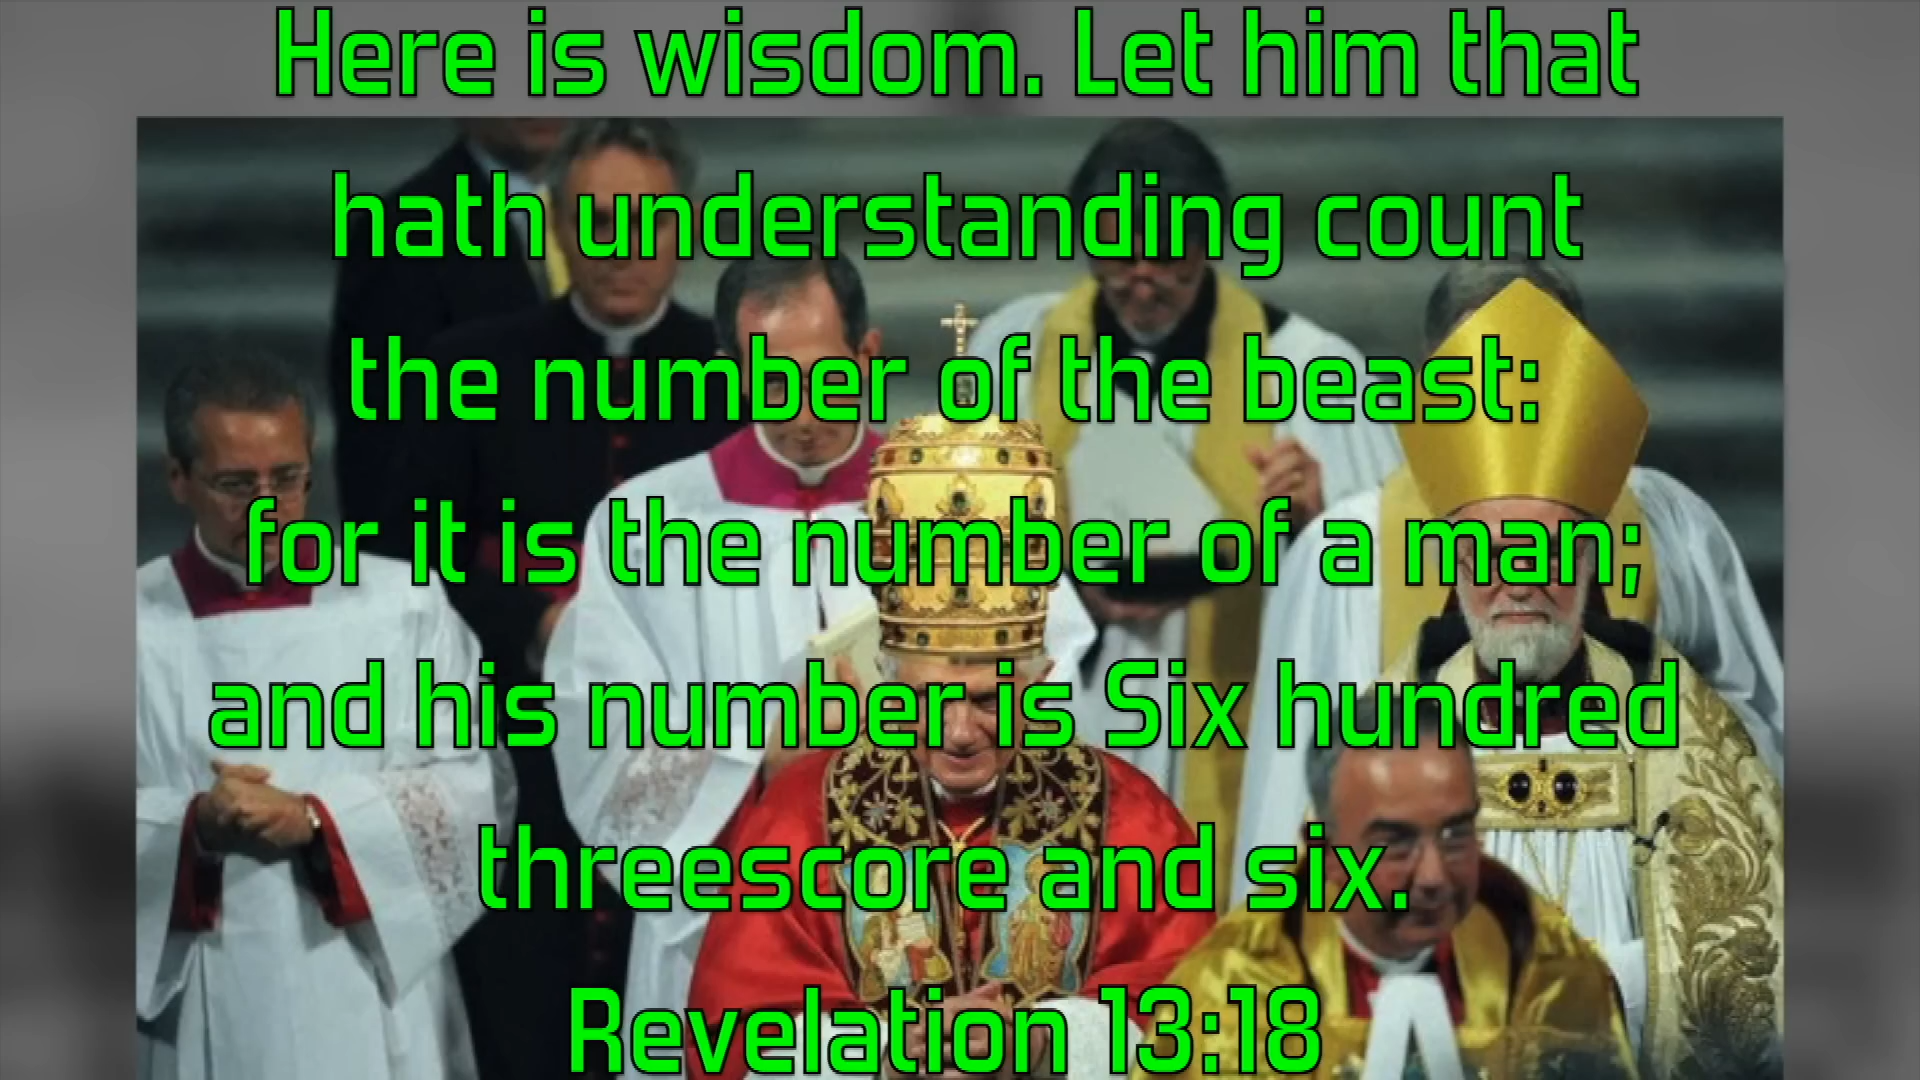 Here is wisdom. Let him that
hath understanding count
the number of the beast:
for it is the number of a man;
and his number is Six hundred
threescore and six.
Revelation 13:18